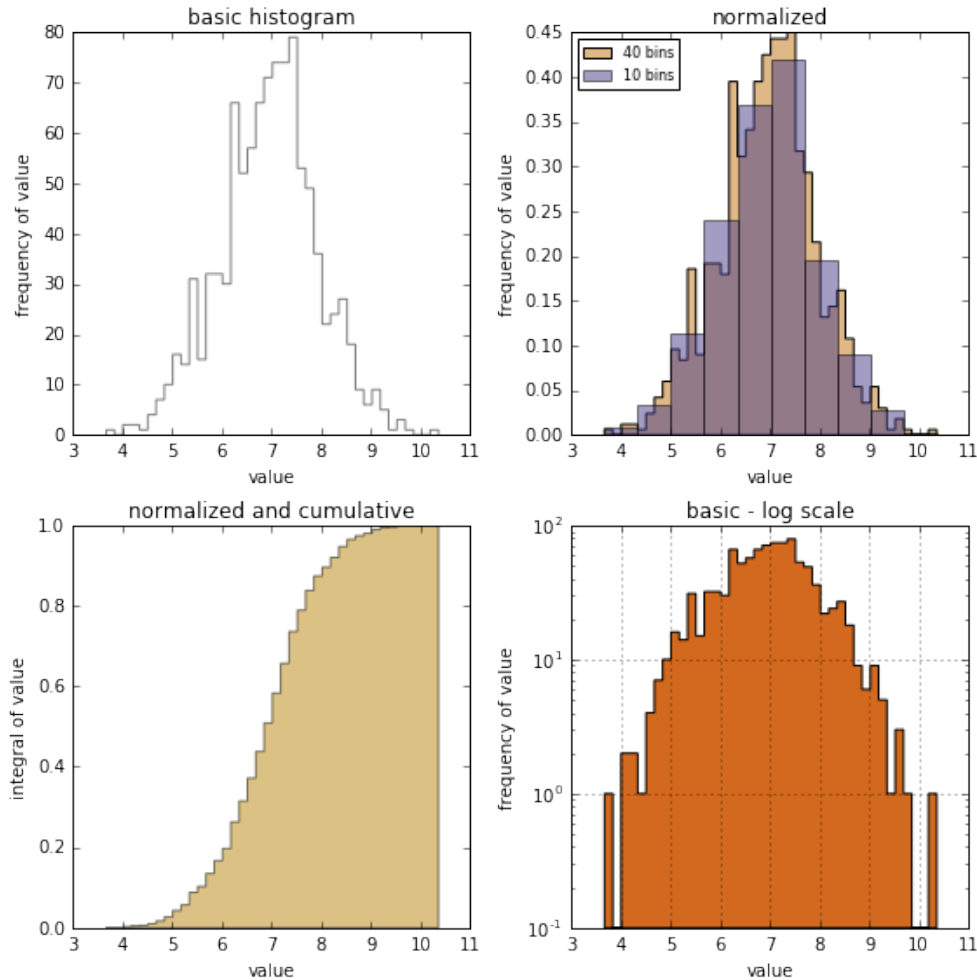 basic histogram
frequency of value
80
70
60
50
40
30
20
10
0
3 4 5 6 7 8 9 10 11
value
normalized
40 bins
10 bins
frequency of value
0.45
0.40
0.35
0.30
0.25
0.20
0.15
0.10
0.05
0.00
3 4 5 6 7 8 9 10 11
value
normalized and cumulative
integral of value
1.0
0.8
0.6
0.4
0.2
0.0
3 4 5 6 7 8 9 10 11
value
basic - log scale
frequency of value
10²
10¹
10⁰
10⁻¹
3 4 5 6 7 8 9 10 11
value